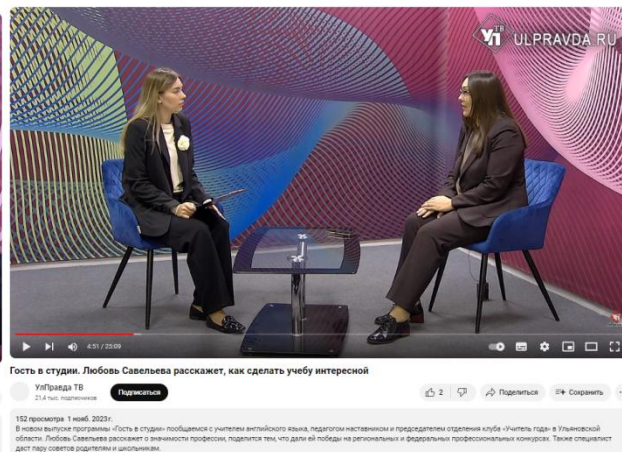 УП ТВ ULPRAVDA.RU
4:51 / 25:09
Гость в студии. Любовь Савельева расскажет, как сделать учебу интересной
УлПравда ТВ
21,4 тыс. подписчиков
Подписаться
2
Поделиться
Сохранить
152 просмотра 1 нояб. 2023 г.
В новом выпуске программы «Гость в студии» пообщаемся с учителем английского языка, педагогом наставником и председателем отделения клуба «Учитель года» в Ульяновской
области. Любовь Савельева расскажет о значимости профессии, поделится тем, что дали ей победы на региональных и федеральных профессиональных конкурсах. Также специалист
даст пару советов родителям и школьникам.